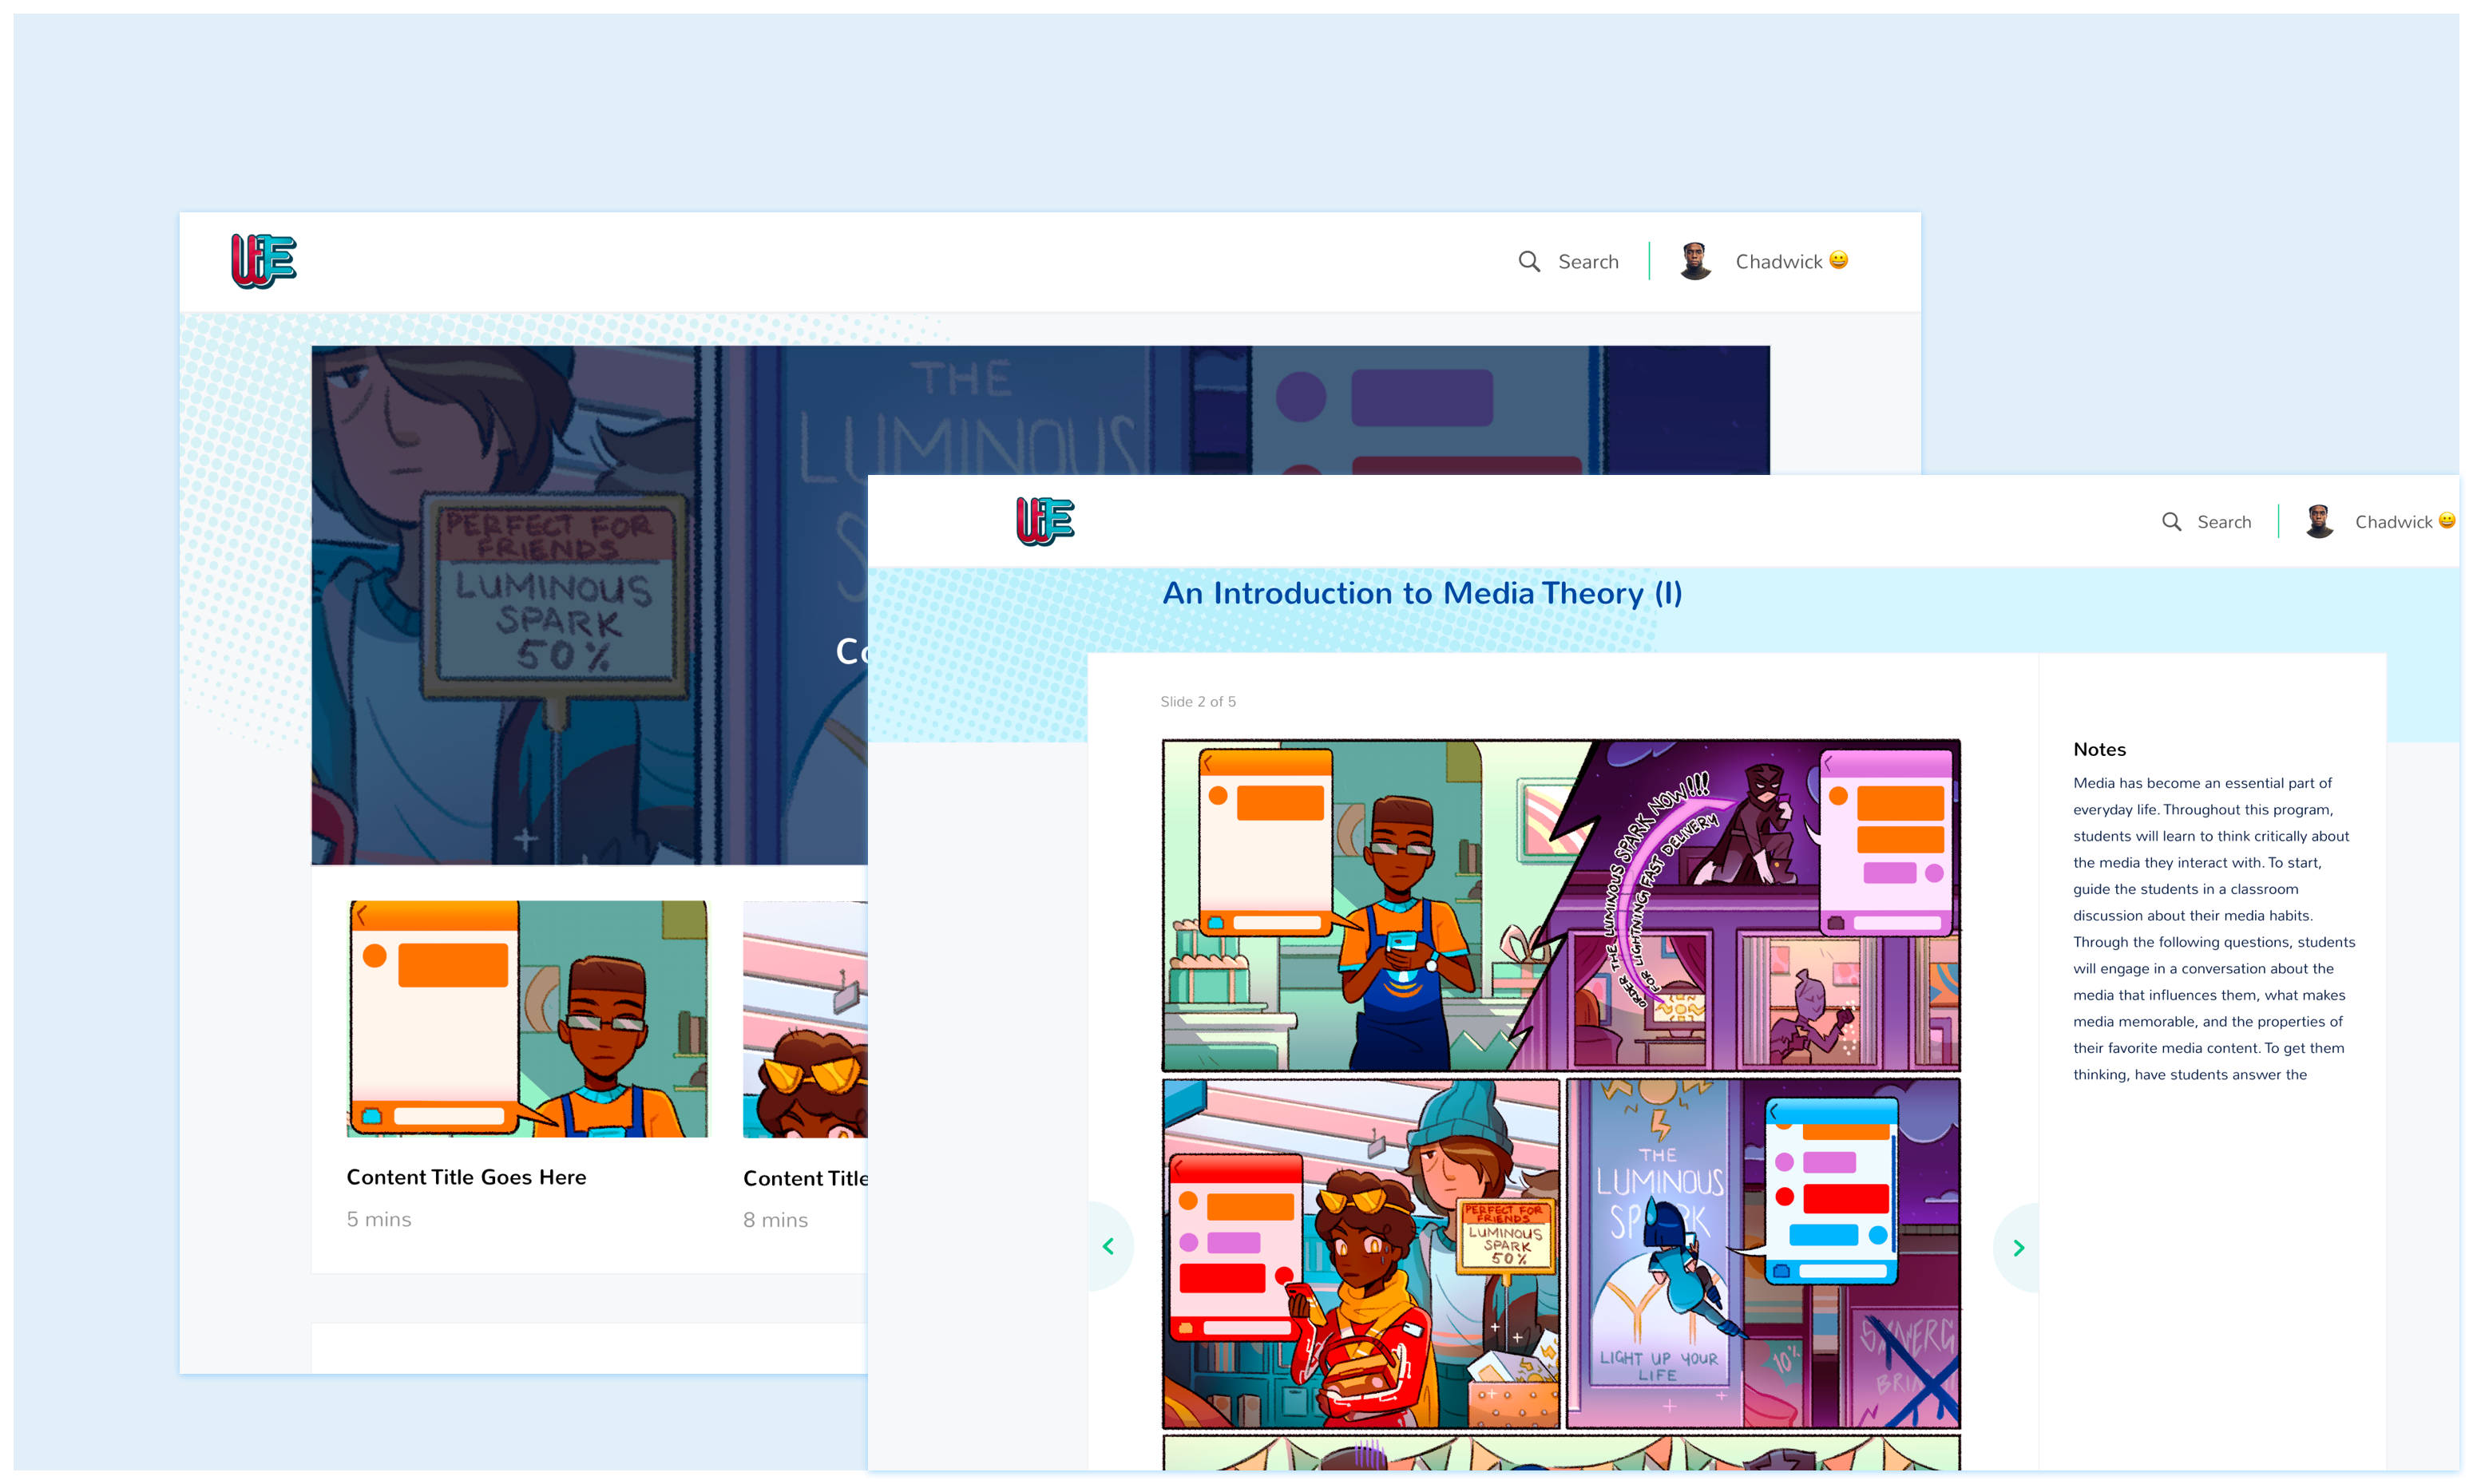 WE
Search
Chadwick 😀
THE
LUMINOUS
PERFECT FOR
FRIENDS
LUMINOUS
SPARK
50%
Content Title Goes Here
5 mins
Content Title
8 mins
WE
Search
Chadwick 😀
An Introduction to Media Theory (I)
Slide 2 of 5
ORDER THE LUMINOUS SPARK NOW!!!
FOR LIGHTNING FAST DELIVERY
PERFECT FOR
FRIENDS
LUMINOUS
SPARK
50%
THE
LUMINOUS
SPARK
LIGHT UP YOUR
LIFE
10%
Notes
Media has become an essential part of
everyday life. Throughout this program,
students will learn to think critically about
the media they interact with. To start,
guide the students in a classroom
discussion about their media habits.
Through the following questions, students
will engage in a conversation about the
media that influences them, what makes
media memorable, and the properties of
their favorite media content. To get them
thinking, have students answer the